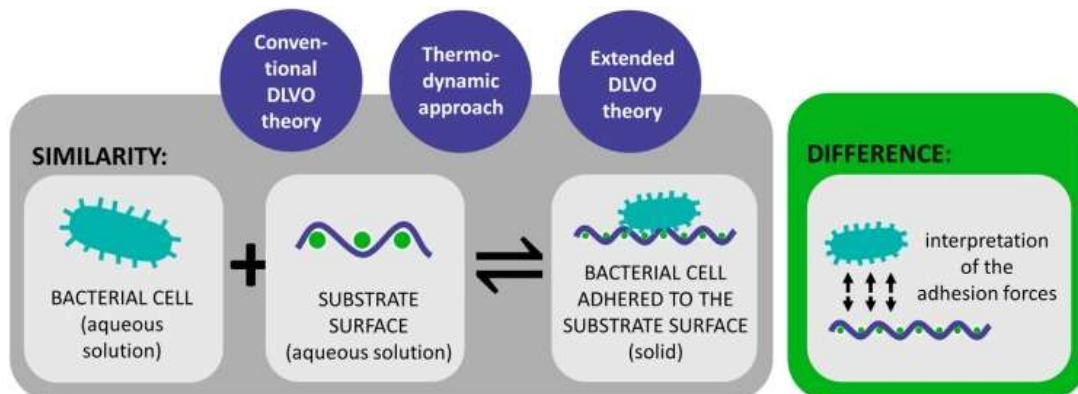 Conven-
tional
DLVO
theory
Thermo-
dynamic
approach
Extended
DLVO
theory
SIMILARITY:
BACTERIAL CELL
(aqueous
solution)
+
SUBSTRATE
SURFACE
(aqueous solution)
⇌
BACTERIAL CELL
ADHERED TO THE
SUBSTRATE SURFACE
(solid)
DIFFERENCE:
interpretation
of the
adhesion forces